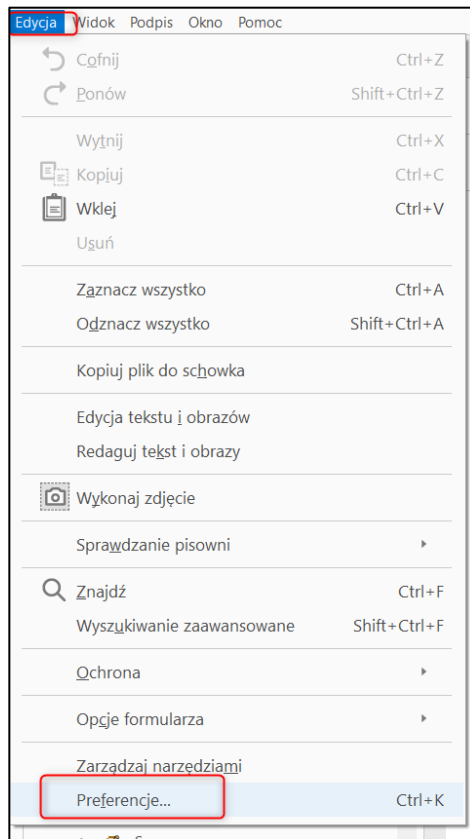 Edycja Widok Podpis Okno Pomoc
Cofnij Ctrl+Z
Ponów Shift+Ctrl+Z
Wytnij Ctrl+X
Kopiuj Ctrl+C
Wklej Ctrl+V
Usuń
Zaznacz wszystko Ctrl+A
Odznacz wszystko Shift+Ctrl+A
Kopiuj plik do schowka
Edycja tekstu i obrazów
Redaguj tekst i obrazy
Wykonaj zdjęcie
Sprawdzanie pisowni
Znajdź Ctrl+F
Wyszukiwanie zaawansowane Shift+Ctrl+F
Ochrona
Opcje formularza
Zarządzaj narzędziami
Preferencje... Ctrl+K